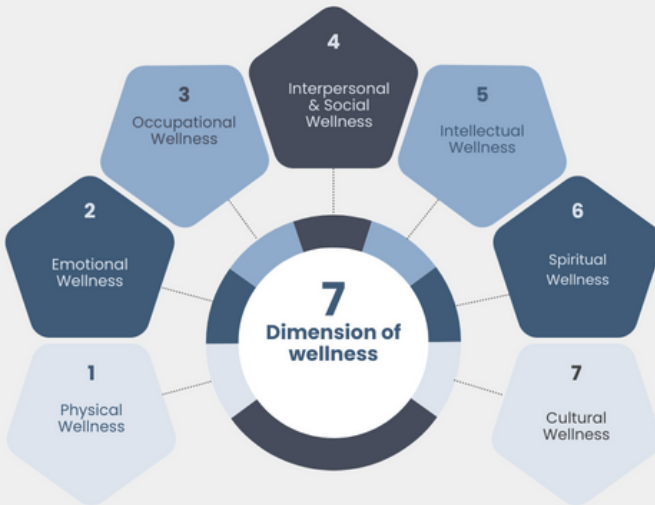 1
Physical
Wellness
2
Emotional
Wellness
3
Occupational
Wellness
4
Interpersonal
& Social
Wellness
5
Intellectual
Wellness
6
Spiritual
Wellness
7
Cultural
Wellness
7
Dimension of
wellness